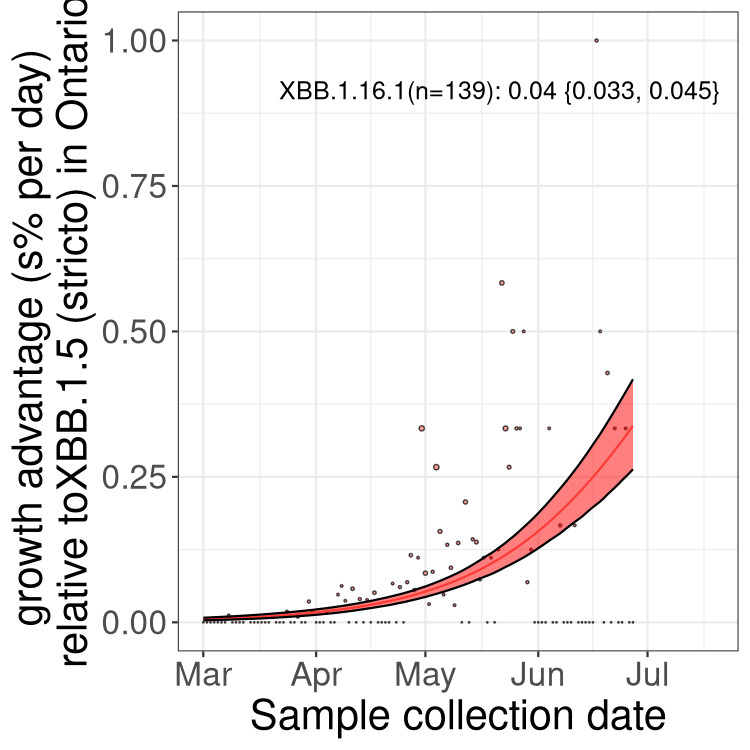 growth advantage (s% per day)
relative toXBB.1.5 (stricto) in Ontario
1.00
0.75
0.50
0.25
0.00
XBB.1.16.1(n=139): 0.04 {0.033, 0.045}
Mar Apr May Jun Jul
Sample collection date